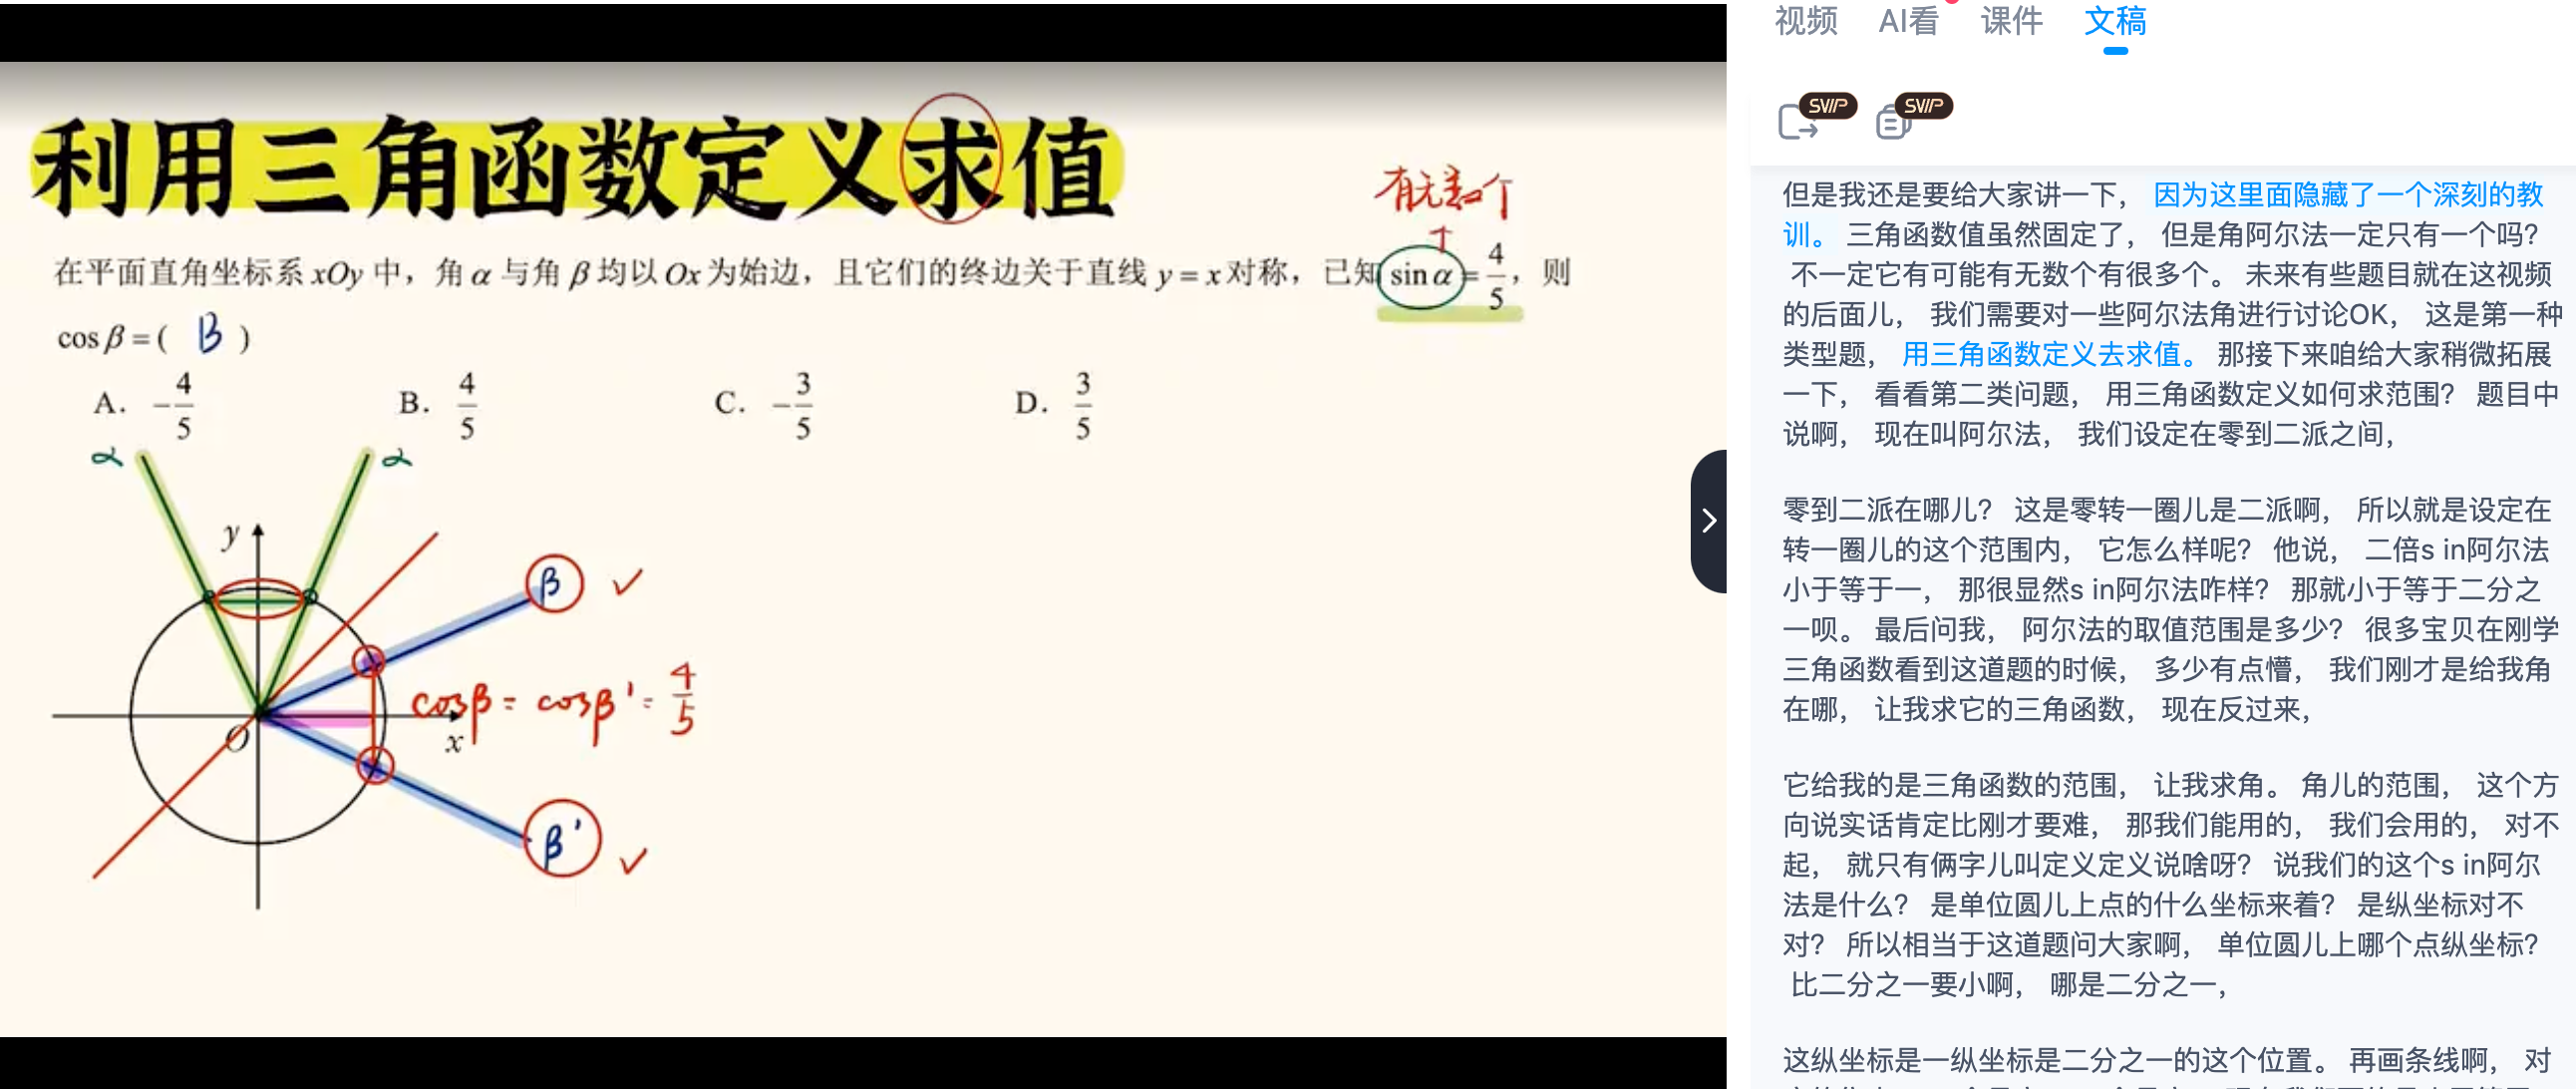 利用三角函数定义求值
有无数个
在平面直角坐标系 xOy 中，角 α 与角 β 均以 Ox 为始边，且它们的终边关于直线 y = x 对称，已知 sin α = 4/5，则
cos β = ( B )
A. -4/5 B. 4/5 C. -3/5 D. 3/5
α α
y
β ✓
cosβ = cosβ' = 4/5
O x
β' ✓
视频 AI看 课件 文稿
SVIP SVIP
但是我还是要给大家讲一下， 因为这里面隐藏了一个深刻的教
训。 三角函数值虽然固定了， 但是角阿尔法一定只有一个吗？
不一定它有可能有无数个有很多个。 未来有些题目就在这视频
的后面儿， 我们需要对一些阿尔法角进行讨论OK， 这是第一种
类型题， 用三角函数定义去求值。 那接下来咱给大家稍微拓展
一下， 看看第二类问题， 用三角函数定义如何求范围？ 题目中
说啊， 现在叫阿尔法， 我们设定在零到二派之间，
零到二派在哪儿？ 这是零转一圈儿是二派啊， 所以就是设定在
转一圈儿的这个范围内， 它怎么样呢？ 他说， 二倍s in阿尔法
小于等于一， 那很显然s in阿尔法咋样？ 那就小于等于二分之
一呗。 最后问我， 阿尔法的取值范围是多少？ 很多宝贝在刚学
三角函数看到这道题的时候， 多少有点懵， 我们刚才是给我角
在哪， 让我求它的三角函数， 现在反过来，
它给我的是三角函数的范围， 让我求角。 角儿的范围， 这个方
向说实话肯定比刚才要难， 那我们能用的， 我们会用的， 对不
起， 就只有俩字儿叫定义定义说啥呀？ 说我们的这个s in阿尔
法是什么？ 是单位圆儿上点的什么坐标来着？ 是纵坐标对不
对？ 所以相当于这道题问大家啊， 单位圆儿上哪个点纵坐标？
比二分之一要小啊， 哪是二分之一，
这纵坐标是一纵坐标是二分之一的这个位置。 再画条线啊， 对